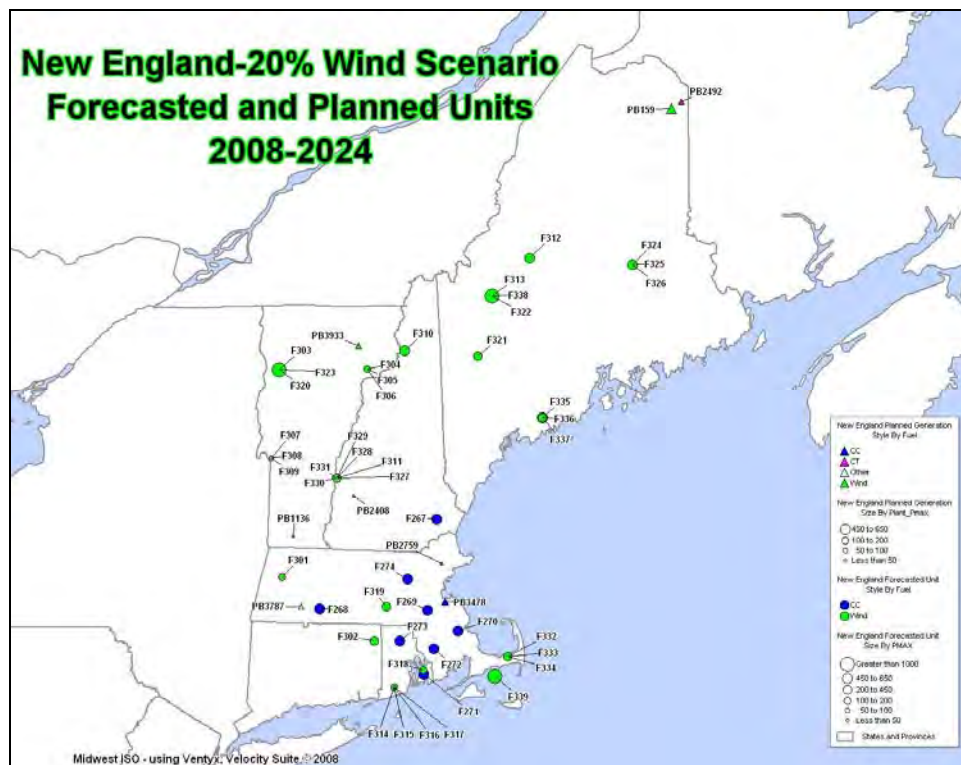 New England-20% Wind Scenario
Forecasted and Planned Units
2008-2024
PB2492
PB159
F312
F324
F325
F326
F313
F338
F322
PB3933
F310
F321
F303
F323
F320
F304
F305
F306
F335
F336
F337
F307
F308
F309
F329
F328
F331
F311
F330
F327
PB2408
PB1136
F267
PB2759
F301
F274
PB3787
F268
F319
F269
PB3478
F270
F302
F273
F272
F332
F333
F334
F318
F271
F339
F314
F315
F316
F317
New England Planned Generation
Style By Fuel
CC
CT
Other
Wind
New England Planned Generation
Size By Plant_Pmax
450 to 650
100 to 200
50 to 100
Less than 50
New England Forecasted Unit
Style By Fuel
CC
Wind
New England Forecasted Unit
Size By PMAX
Greater than 1000
450 to 650
200 to 450
100 to 200
50 to 100
Less than 50
States and Provinces
Midwest ISO - using Ventyx, Velocity Suite © 2008